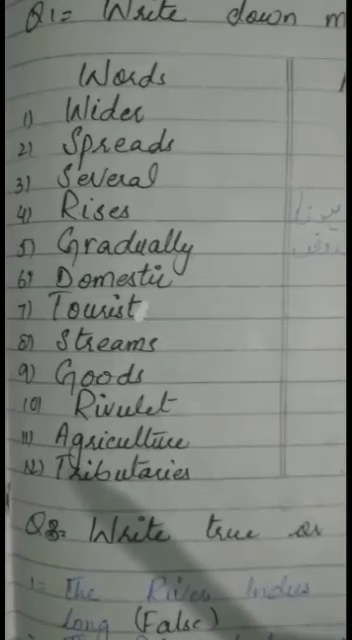 Q1= Write down m
Words
1) Wider
2) Spreads
3) Several
4) Rises
5) Gradually
6) Domestic
7) Tourist
8) Streams
9) Goods
10) Rivulet
11) Agriculture
12) Tributaries
Q2. Write true or
1= The River Indus
long (False)